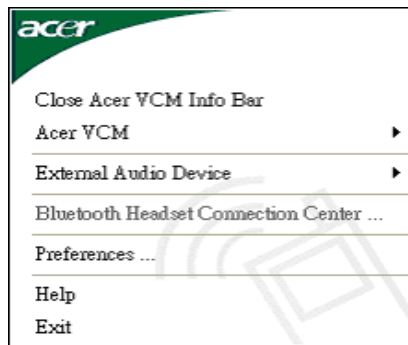 acer
Close Acer VCM Info Bar
Acer VCM
External Audio Device
Bluetooth Headset Connection Center ...
Preferences ...
Help
Exit